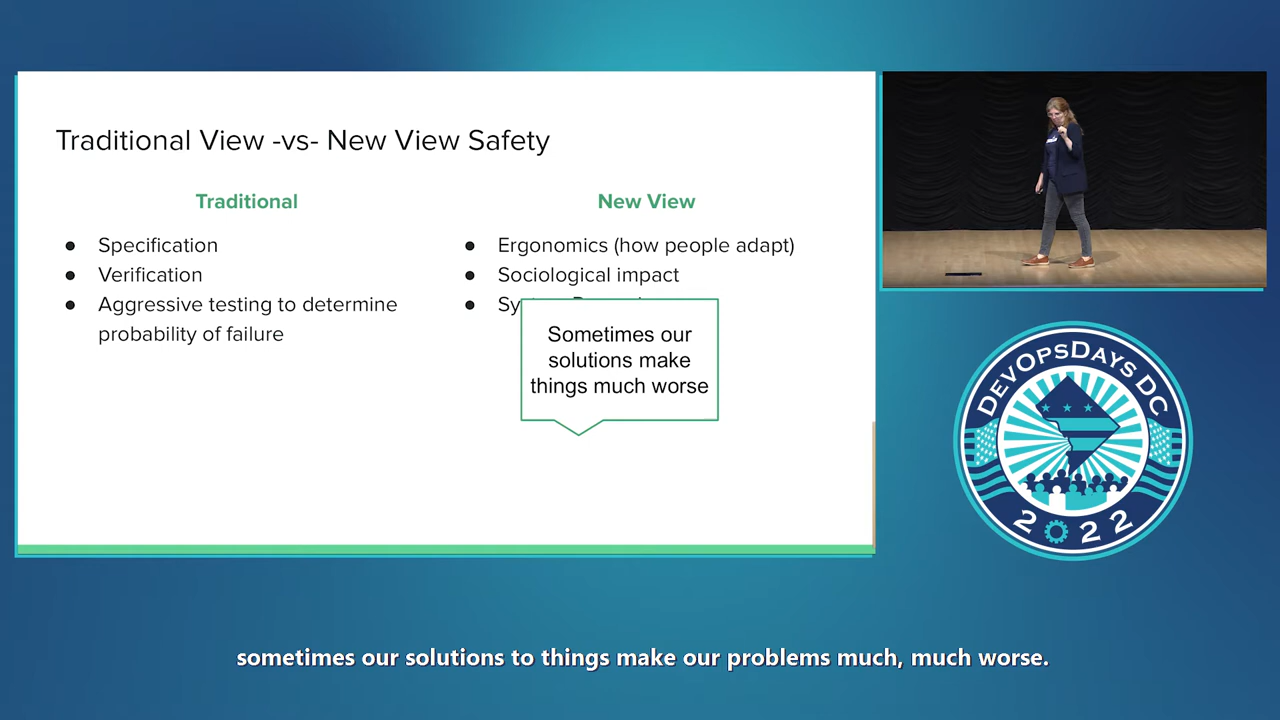 Traditional View -vs- New View Safety
Traditional
● Specification
● Verification
● Aggressive testing to determine
probability of failure
New View
● Ergonomics (how people adapt)
● Sociological impact
●
Sometimes our
solutions make
things much worse
DEVOPSDAYS DC
2022
sometimes our solutions to things make our problems much, much worse.